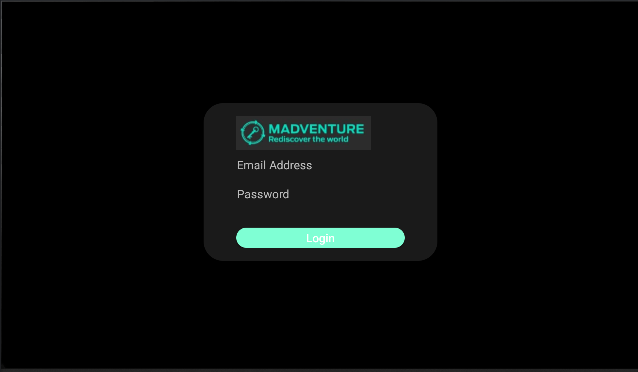 MADVENTURE
Rediscover the world
Email Address
Password
Login